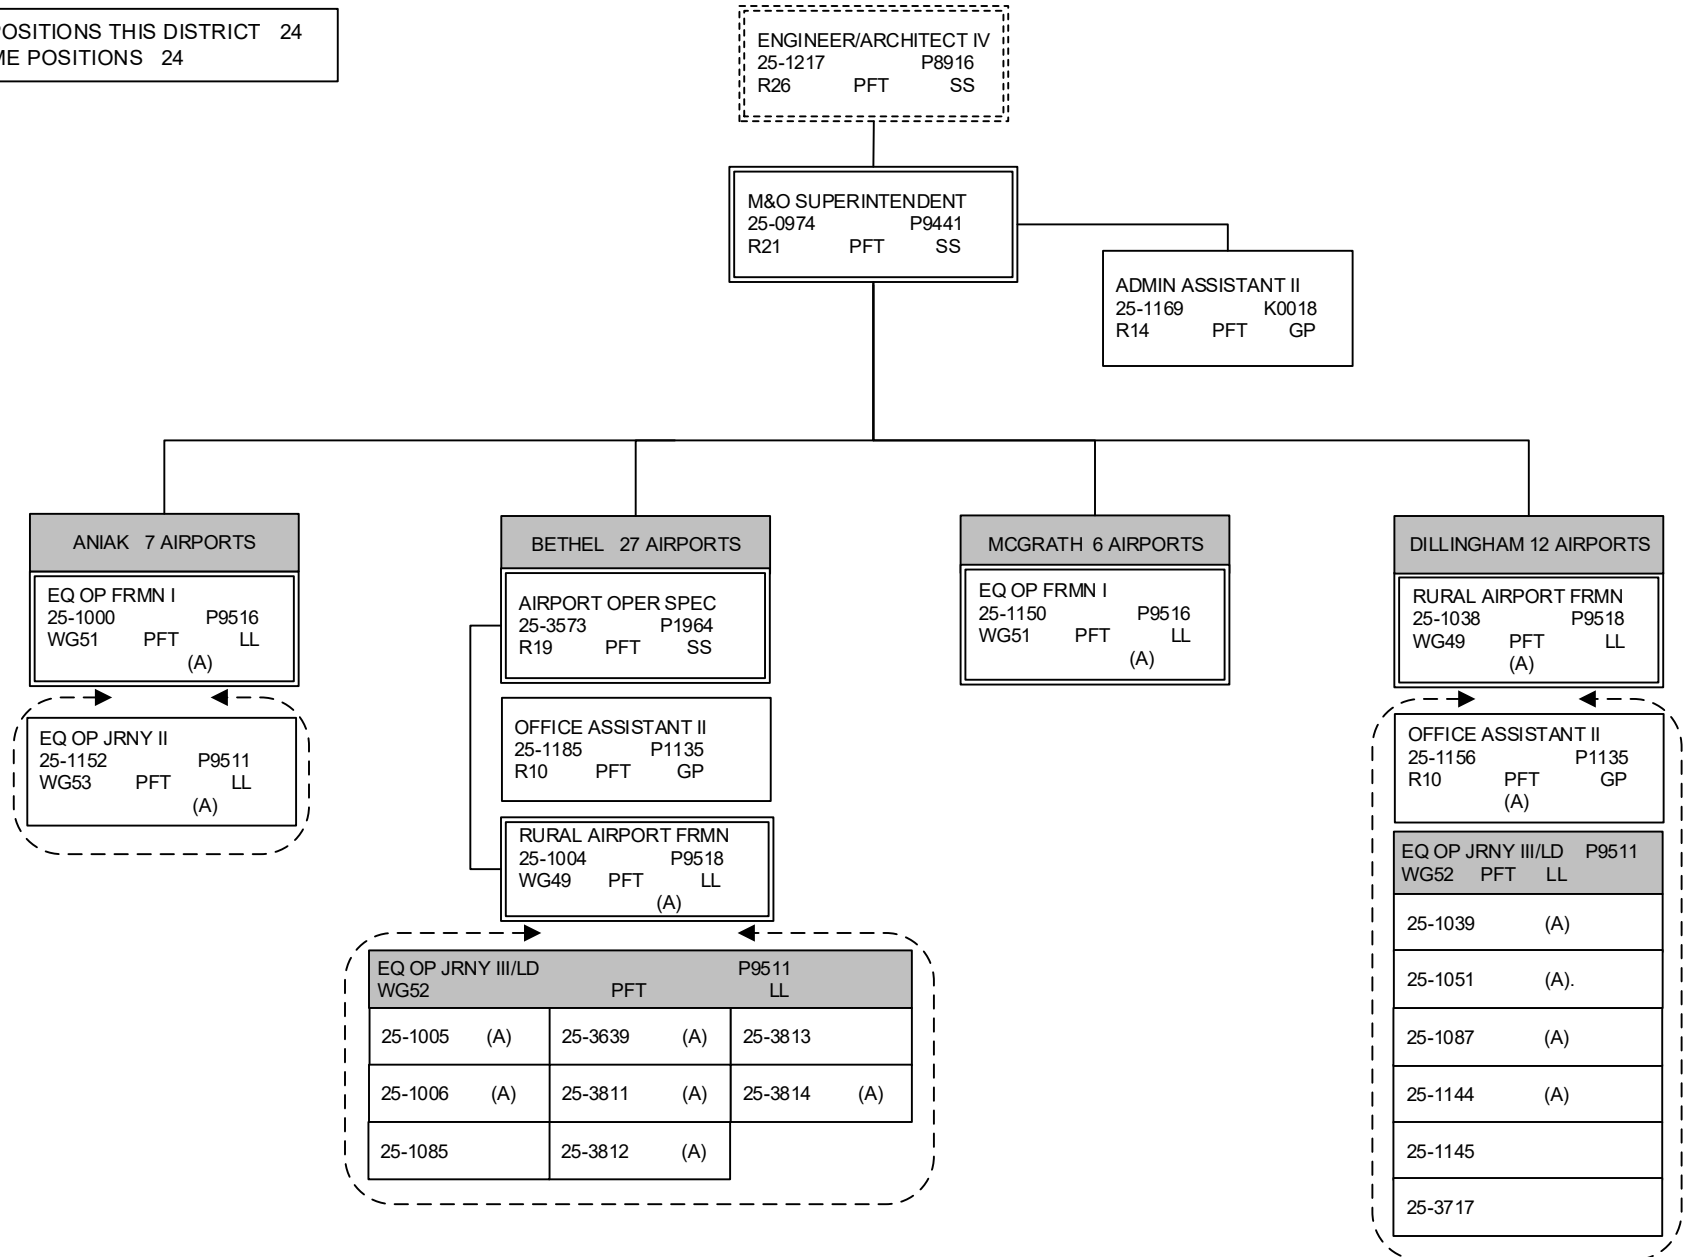 OSITIONS THIS DISTRICT 24
ME POSITIONS 24
ENGINEER/ARCHITECT IV
25-1217 P8916
R26 PFT SS
M&O SUPERINTENDENT
25-0974 P9441
R21 PFT SS
ADMIN ASSISTANT II
25-1169 K0018
R14 PFT GP
ANIAK 7 AIRPORTS
EQ OP FRMN I
25-1000 P9516
WG51 PFT LL
(A)
EQ OP JRNY II
25-1152 P9511
WG53 PFT LL
(A)
BETHEL 27 AIRPORTS
AIRPORT OPER SPEC
25-3573 P1964
R19 PFT SS
OFFICE ASSISTANT II
25-1185 P1135
R10 PFT GP
RURAL AIRPORT FRMN
25-1004 P9518
WG49 PFT LL
(A)
EQ OP JRNY III/LD P9511
WG52 PFT LL
25-1005 (A) 25-3639 (A) 25-3813
25-1006 (A) 25-3811 (A) 25-3814 (A)
25-1085 25-3812 (A)
MCGRATH 6 AIRPORTS
EQ OP FRMN I
25-1150 P9516
WG51 PFT LL
(A)
DILLINGHAM 12 AIRPORTS
RURAL AIRPORT FRMN
25-1038 P9518
WG49 PFT LL
(A)
OFFICE ASSISTANT II
25-1156 P1135
R10 PFT GP
(A)
EQ OP JRNY III/LD P9511
WG52 PFT LL
25-1039 (A)
25-1051 (A).
25-1087 (A)
25-1144 (A)
25-1145
25-3717